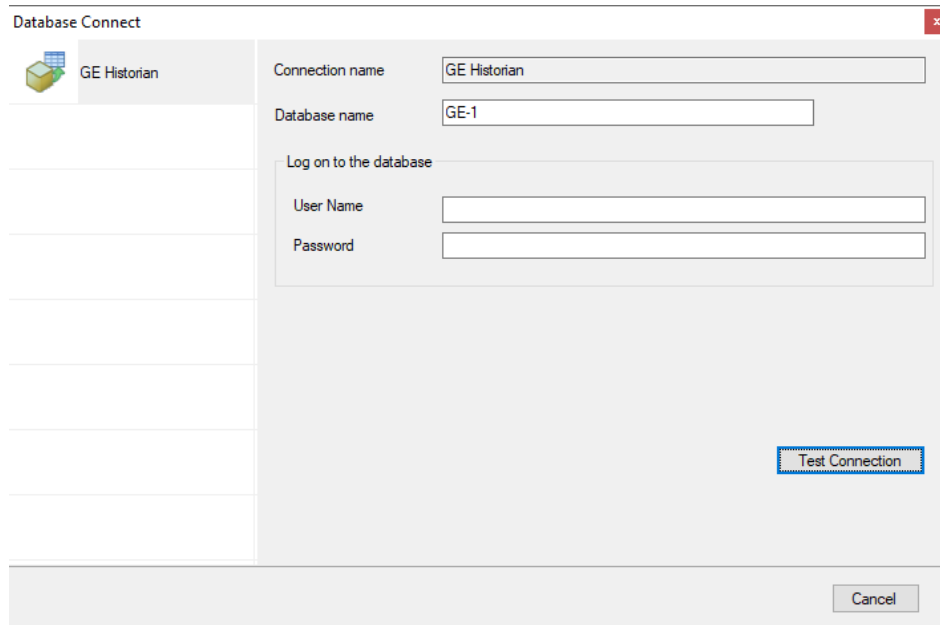 Database Connect
x
GE Historian
Connection name
GE Historian
Database name
GE-1
Log on to the database
User Name
Password
Test Connection
Cancel